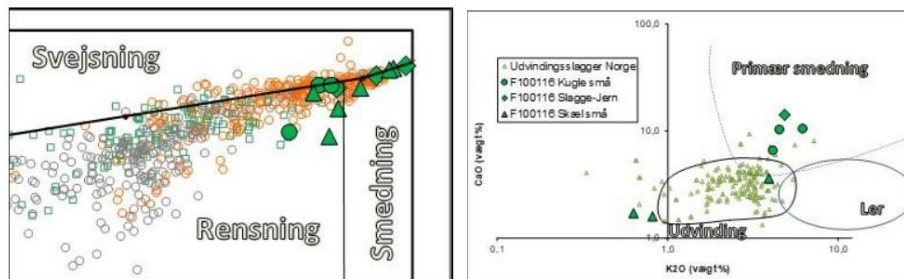 Svejsning
Rensning
Smedning
100,0
10,0
1,0
0,1
1,0
10,0
CaO (vægt%)
K2O (vægt%)
Udvindingsslagger Norge
F100116 Kugle små
F100116 Slagge-Jern
F100116 Skæl små
Primær smedning
Ler
Udvinding